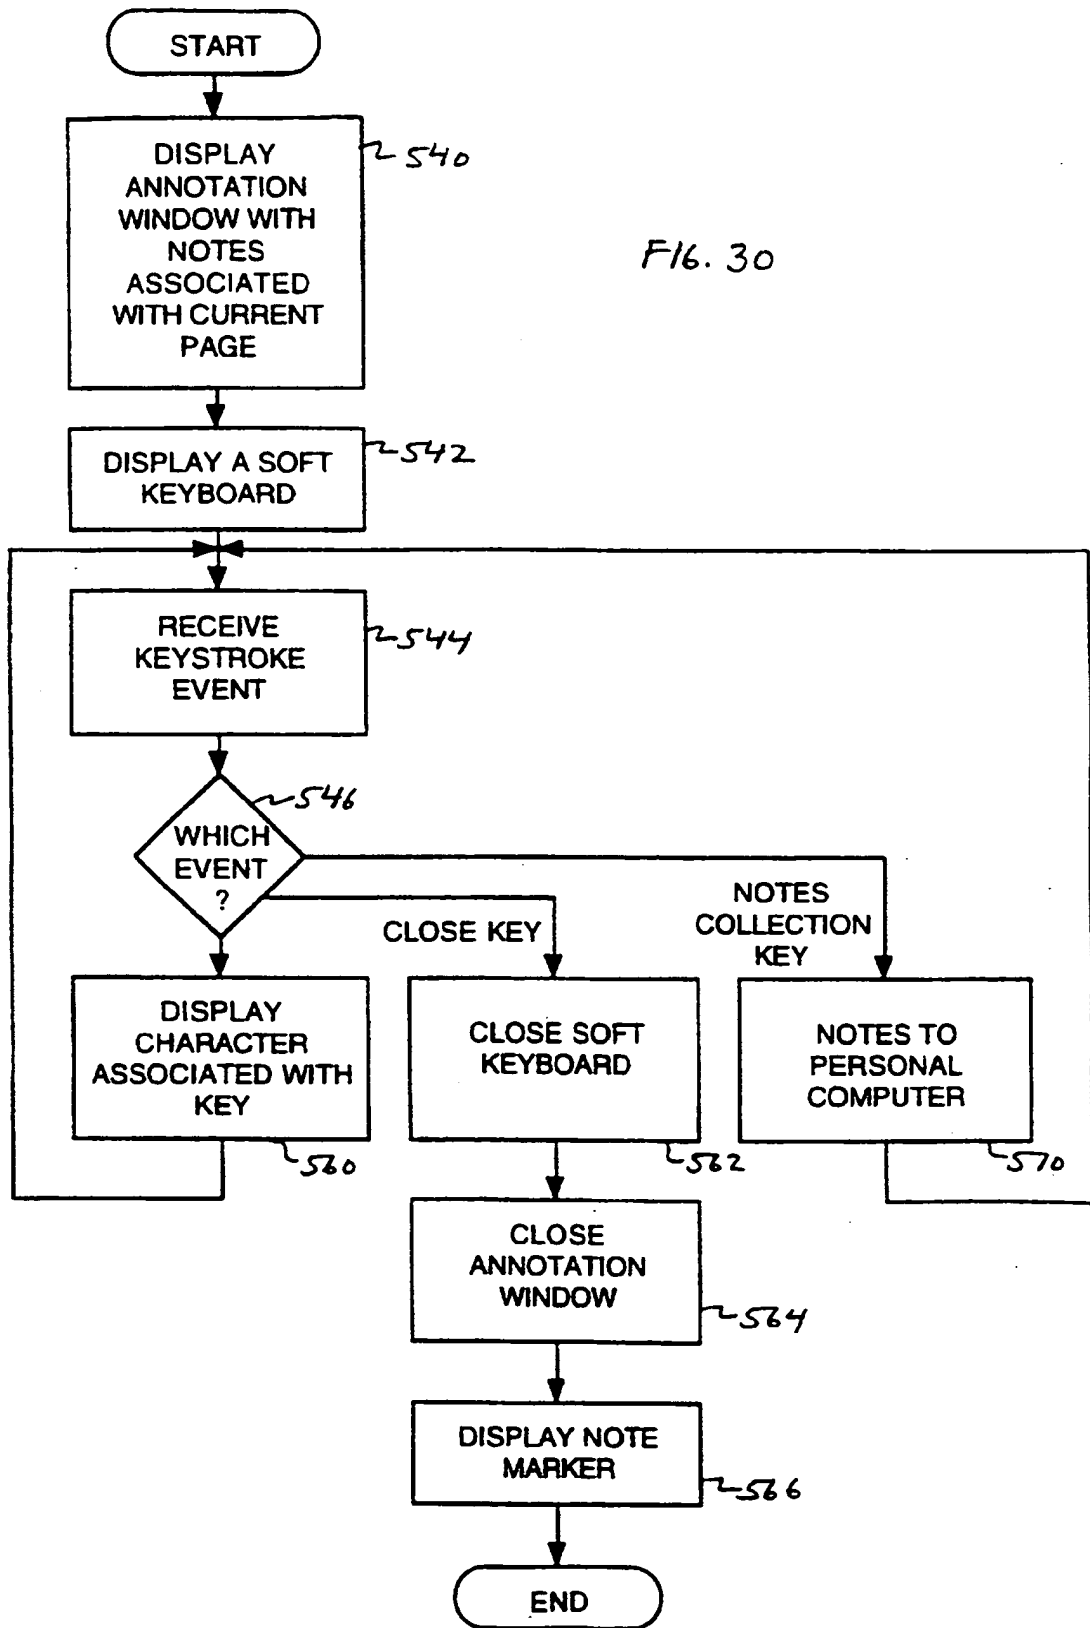 START
DISPLAY
ANNOTATION
WINDOW WITH
NOTES
ASSOCIATED
WITH CURRENT
PAGE
540
FIG. 30
DISPLAY A SOFT
KEYBOARD
542
RECEIVE
KEYSTROKE
EVENT
544
WHICH
EVENT
?
546
CLOSE KEY
NOTES
COLLECTION
KEY
DISPLAY
CHARACTER
ASSOCIATED WITH
KEY
560
CLOSE SOFT
KEYBOARD
562
NOTES TO
PERSONAL
COMPUTER
570
CLOSE
ANNOTATION
WINDOW
564
DISPLAY NOTE
MARKER
566
END